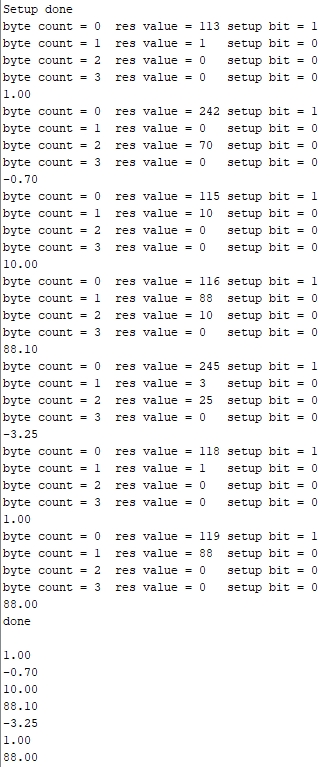 Setup done
byte count = 0  res value = 113 setup bit = 1
byte count = 1  res value = 1   setup bit = 0
byte count = 2  res value = 0   setup bit = 0
byte count = 3  res value = 0   setup bit = 0
1.00
byte count = 0  res value = 242 setup bit = 1
byte count = 1  res value = 0   setup bit = 0
byte count = 2  res value = 70  setup bit = 0
byte count = 3  res value = 0   setup bit = 0
-0.70
byte count = 0  res value = 115 setup bit = 1
byte count = 1  res value = 10  setup bit = 0
byte count = 2  res value = 0   setup bit = 0
byte count = 3  res value = 0   setup bit = 0
10.00
byte count = 0  res value = 116 setup bit = 1
byte count = 1  res value = 88  setup bit = 0
byte count = 2  res value = 10  setup bit = 0
byte count = 3  res value = 0   setup bit = 0
88.10
byte count = 0  res value = 245 setup bit = 1
byte count = 1  res value = 3   setup bit = 0
byte count = 2  res value = 25  setup bit = 0
byte count = 3  res value = 0   setup bit = 0
-3.25
byte count = 0  res value = 118 setup bit = 1
byte count = 1  res value = 1   setup bit = 0
byte count = 2  res value = 0   setup bit = 0
byte count = 3  res value = 0   setup bit = 0
1.00
byte count = 0  res value = 119 setup bit = 1
byte count = 1  res value = 88  setup bit = 0
byte count = 2  res value = 0   setup bit = 0
byte count = 3  res value = 0   setup bit = 0
88.00
done

1.00
-0.70
10.00
88.10
-3.25
1.00
88.00